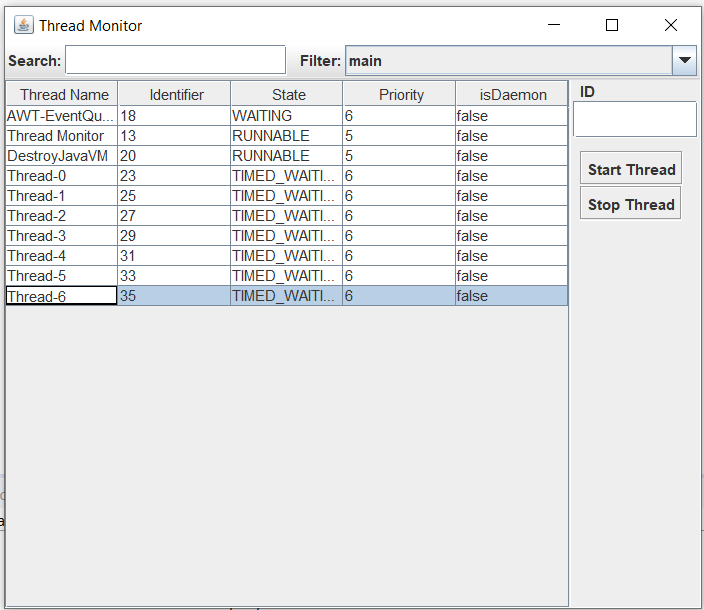 Thread Monitor
Search: Filter: main
Thread Name Identifier State Priority isDaemon
AWT-EventQu... 18 WAITING 6 false
Thread Monitor 13 RUNNABLE 5 false
DestroyJavaVM 20 RUNNABLE 5 false
Thread-0 23 TIMED_WAITI... 6 false
Thread-1 25 TIMED_WAITI... 6 false
Thread-2 27 TIMED_WAITI... 6 false
Thread-3 29 TIMED_WAITI... 6 false
Thread-4 31 TIMED_WAITI... 6 false
Thread-5 33 TIMED_WAITI... 6 false
Thread-6 35 TIMED_WAITI... 6 false
ID
Start Thread
Stop Thread